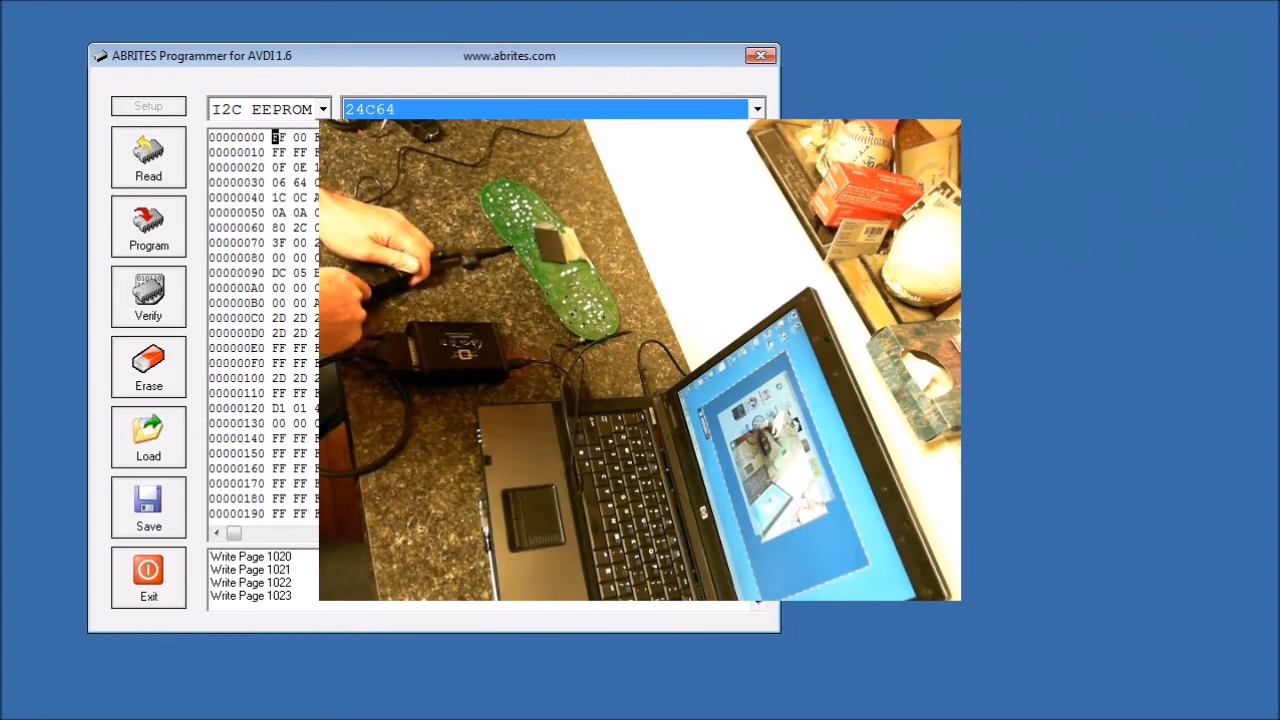 ABRITES Programmer for AVDI 1.6 www.abrites.com
Setup
I2C EEPROM 24C64
Read
Program
Verify
Erase
Load
Save
Exit
00000000 FF 00
00000010 FF FF
00000020 0F 0E
00000030 06 64
00000040 1C 0C
00000050 0A 0A
00000060 80 2C
00000070 3F 00
00000080 00 00
00000090 DC 05
000000A0 00 00
000000B0 00 00
000000C0 2D 2D
000000D0 2D 2D
000000E0 FF FF
000000F0 FF FF
00000100 2D 2D
00000110 FF FF
00000120 D1 01
00000130 00 00
00000140 FF FF
00000150 FF FF
00000160 FF FF
00000170 FF FF
00000180 FF FF
00000190 FF FF
Write Page 1020
Write Page 1021
Write Page 1022
Write Page 1023